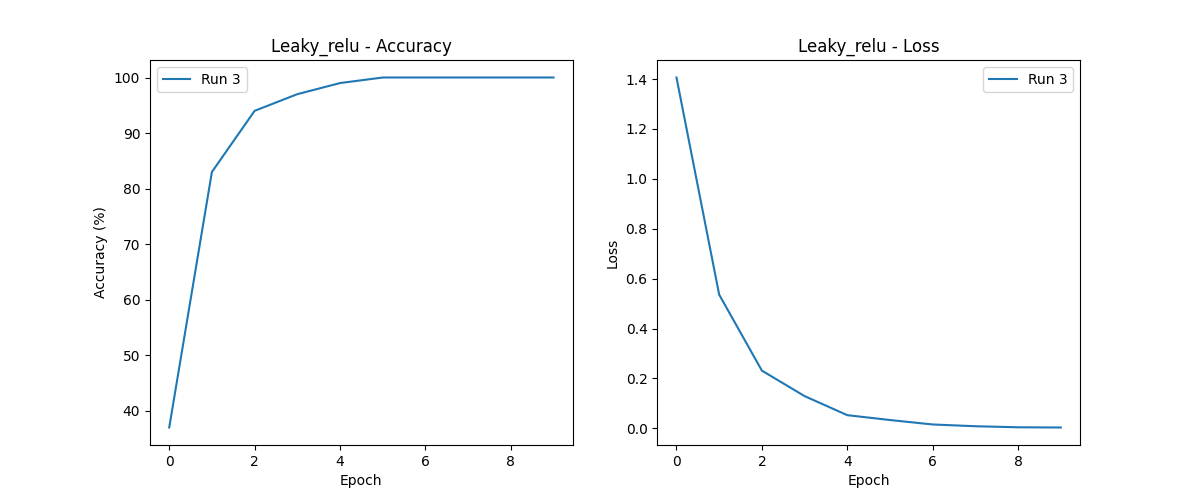 Leaky_relu - Accuracy
Run 3
100
90
80
70
60
50
40
Accuracy (%)
0 2 4 6 8
Epoch
Leaky_relu - Loss
Run 3
1.4
1.2
1.0
0.8
0.6
0.4
0.2
0.0
Loss
0 2 4 6 8
Epoch